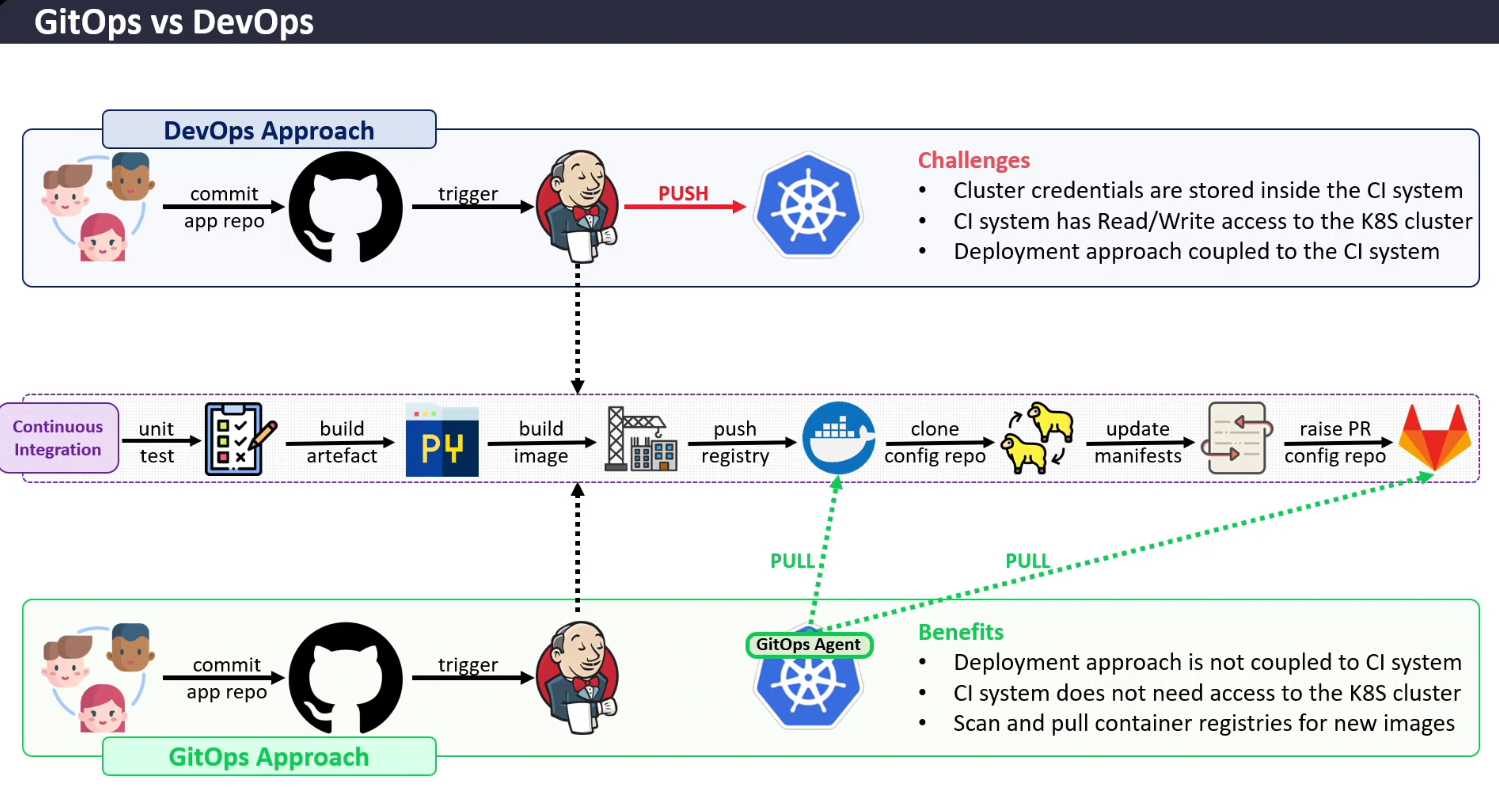 GitOps vs DevOps
DevOps Approach
commit
app repo
trigger
PUSH
Challenges
• Cluster credentials are stored inside the CI system
• CI system has Read/Write access to the K8S cluster
• Deployment approach coupled to the CI system
Continuous
Integration
unit
test
build
artefact
PY
build
image
push
registry
clone
config repo
update
manifests
raise PR
config repo
PULL
PULL
commit
app repo
trigger
GitOps Agent
Benefits
• Deployment approach is not coupled to CI system
• CI system does not need access to the K8S cluster
• Scan and pull container registries for new images
GitOps Approach